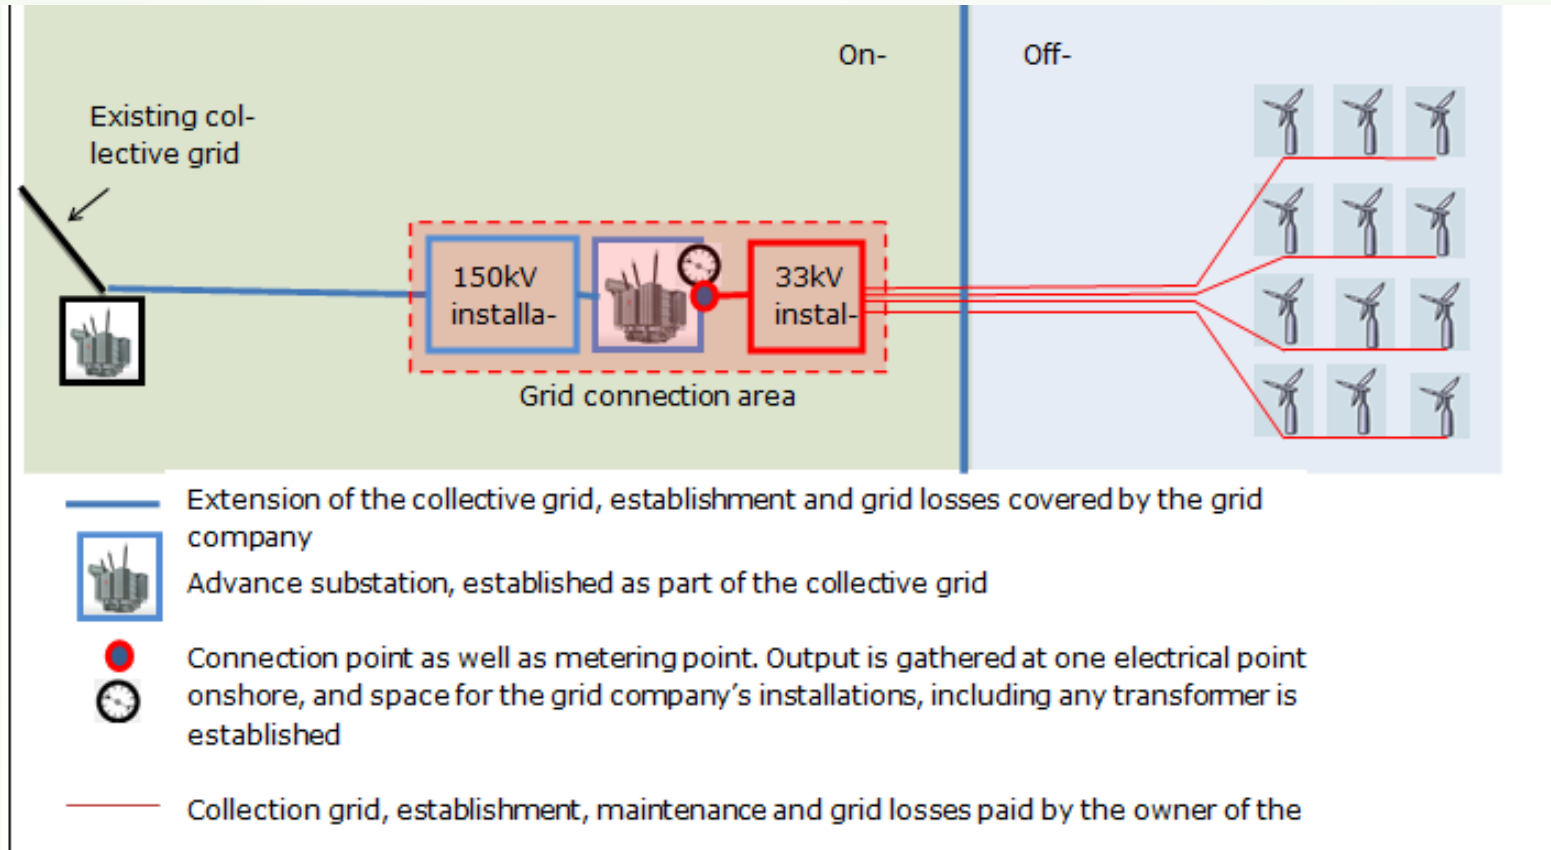 On-
Off-
Existing col-
lective grid
150kV
installa-
33kV
instal-
Grid connection area
Extension of the collective grid, establishment and grid losses covered by the grid
company
Advance substation, established as part of the collective grid
Connection point as well as metering point. Output is gathered at one electrical point
onshore, and space for the grid company's installations, including any transformer is
established
Collection grid, establishment, maintenance and grid losses paid by the owner of the